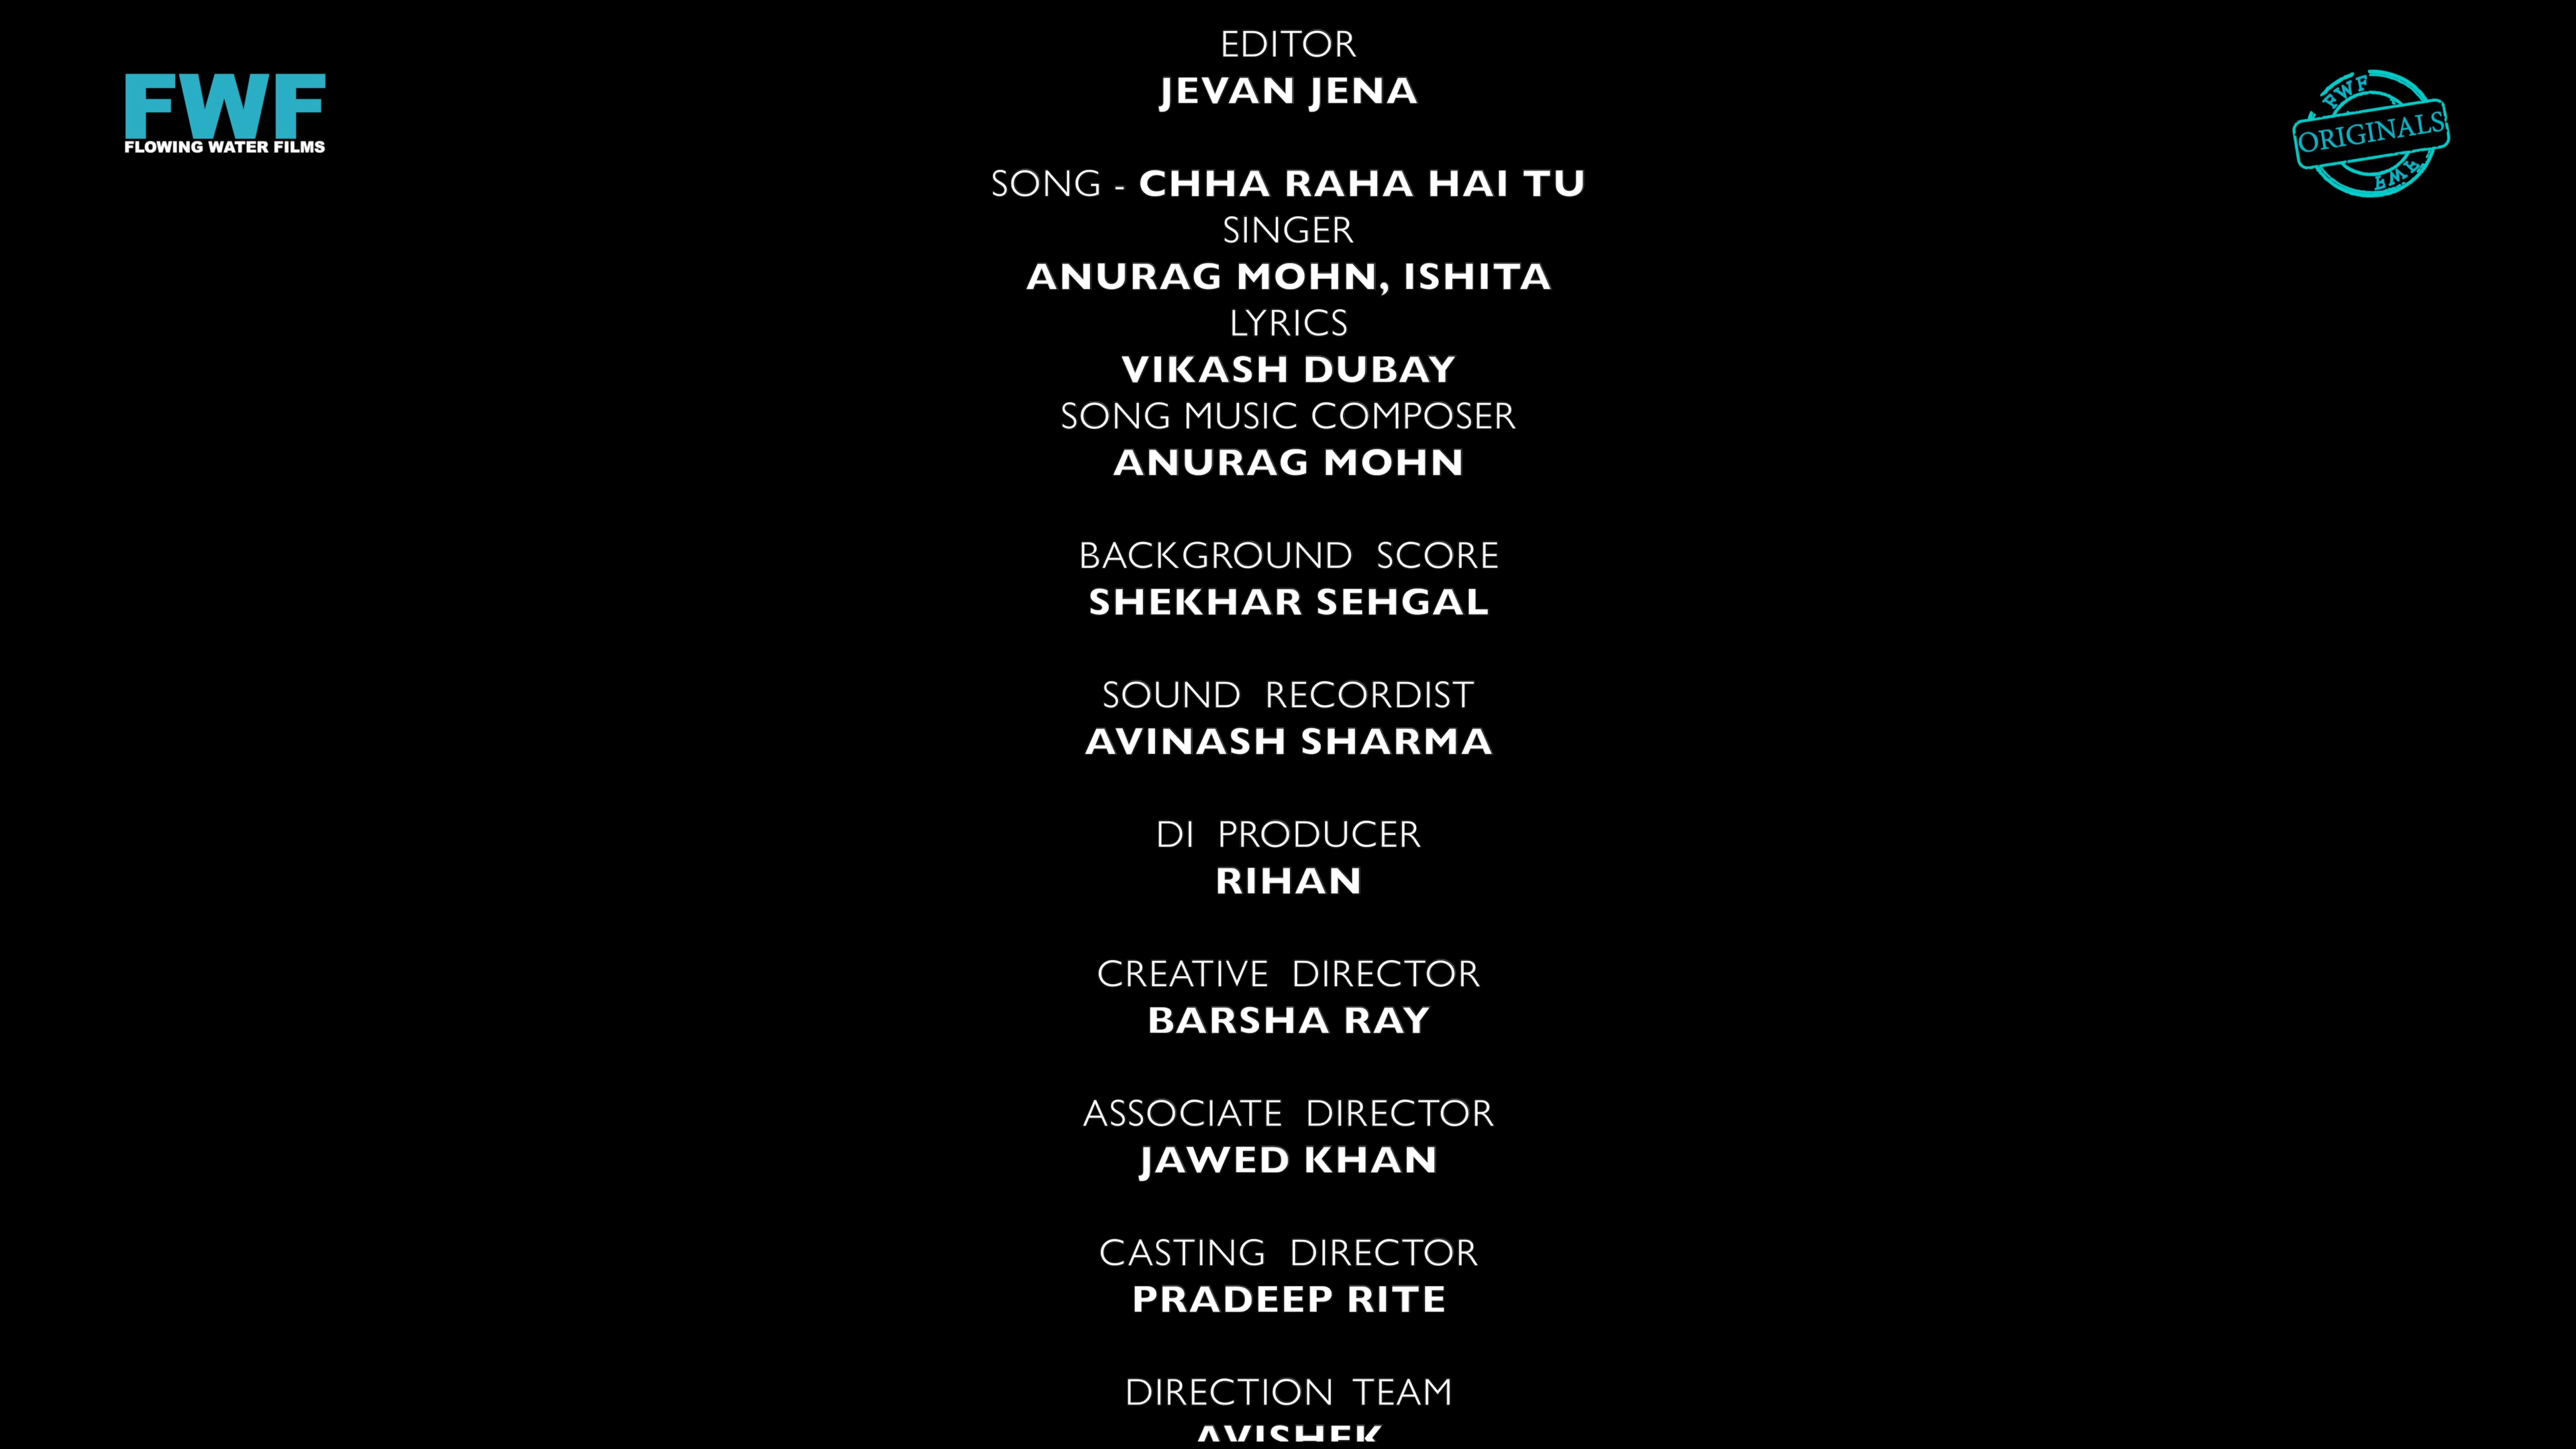 FWF
FLOWING WATER FILMS
FWF
ORIGINALS
FWF
EDITOR
JEVAN JENA
SONG - CHHA RAHA HAI TU
SINGER
ANURAG MOHN, ISHITA
LYRICS
VIKASH DUBAY
SONG MUSIC COMPOSER
ANURAG MOHN
BACKGROUND SCORE
SHEKHAR SEHGAL
SOUND RECORDIST
AVINASH SHARMA
DI PRODUCER
RIHAN
CREATIVE DIRECTOR
BARSHA RAY
ASSOCIATE DIRECTOR
JAWED KHAN
CASTING DIRECTOR
PRADEEP RITE
DIRECTION TEAM
AVISHEK